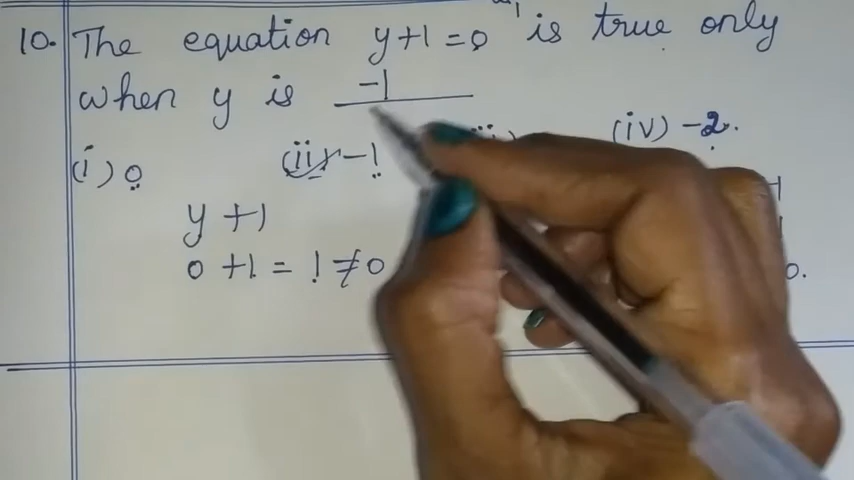 10. The equation y+1=0 is true only
when y is -1
(i) 0 (ii) -1 (iv) -2.
y +1
0 +1 = 1 ≠0